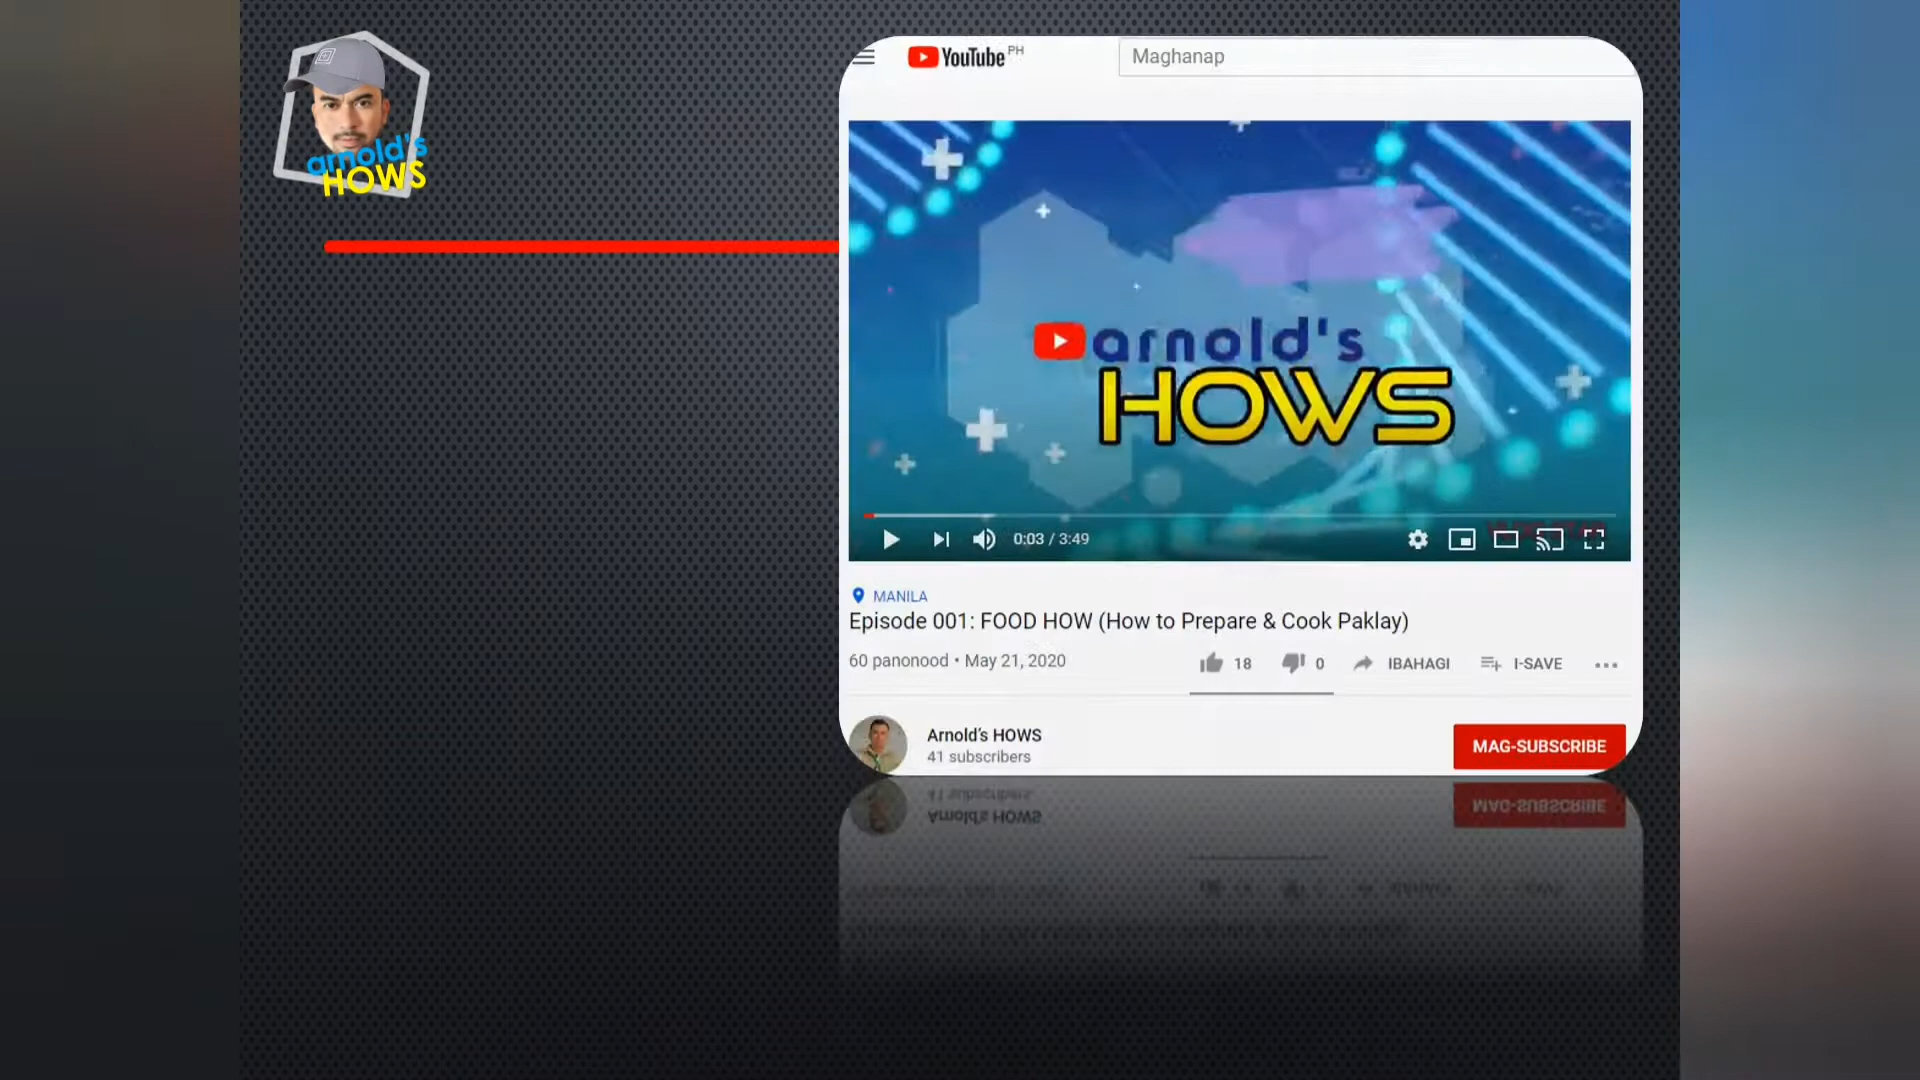 arnold's
HOWS
YouTube PH
Maghanap
arnold's
HOWS
0:03 / 3:49
MANILA
Episode 001: FOOD HOW (How to Prepare & Cook Paklay)
60 panonood • May 21, 2020
18
0
IBAHAGI
I-SAVE
Arnold's HOWS
41 subscribers
MAG-SUBSCRIBE